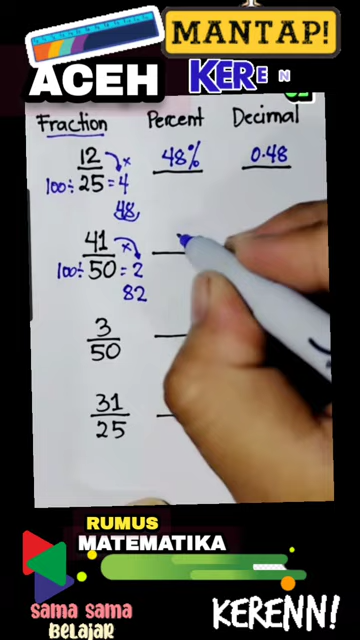 MANTAP!
ACEH KEREN
Fraction Percent Decimal
12/25 × 48% 0.48
100÷ = 4
48
41/50 ×
100÷ = 2
82
3/50
31/25
RUMUS
MATEMATIKA
SAMA SAMA
BELAJAR
KERENN!